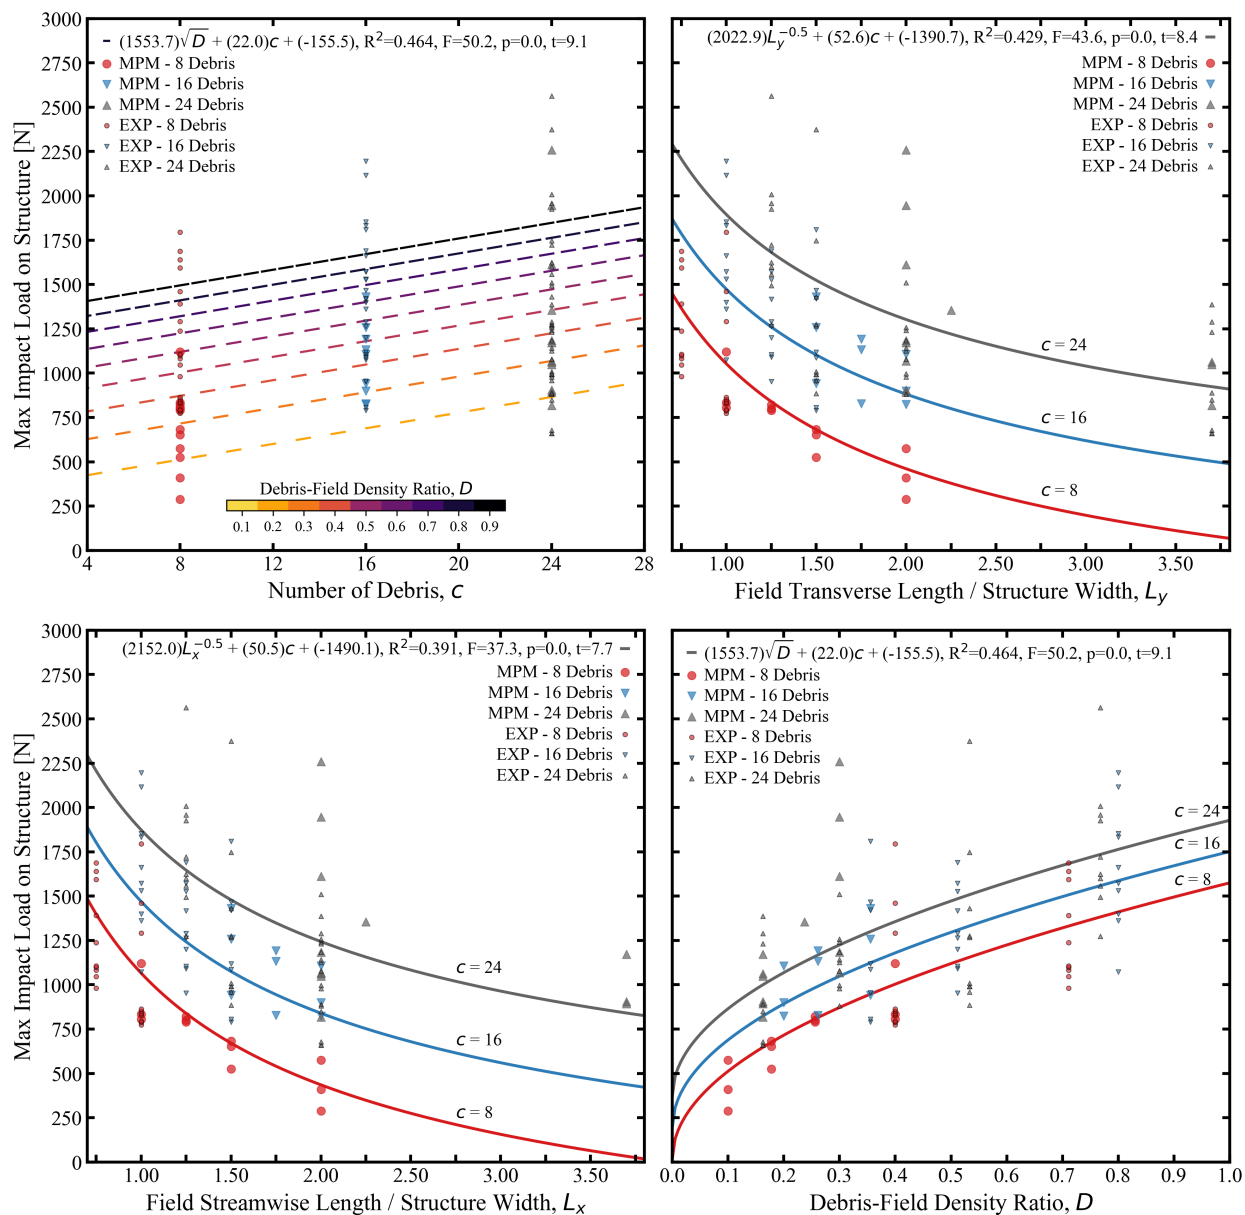 3000
2750
2500
2250
2000
1750
1500
1250
1000
750
500
250
0
Max Impact Load on Structure [N]
(1553.7)√D + (22.0)c + (-155.5), R²=0.464, F=50.2, p=0.0, t=9.1
MPM - 8 Debris
MPM - 16 Debris
MPM - 24 Debris
EXP - 8 Debris
EXP - 16 Debris
EXP - 24 Debris
Debris-Field Density Ratio, D
0.1 0.2 0.3 0.4 0.5 0.6 0.7 0.8 0.9
4 8 12 16 20 24 28
Number of Debris, c
(2022.9)L_y^-0.5 + (52.6)c + (-1390.7), R²=0.429, F=43.6, p=0.0, t=8.4
MPM - 8 Debris
MPM - 16 Debris
MPM - 24 Debris
EXP - 8 Debris
EXP - 16 Debris
EXP - 24 Debris
c = 24
c = 16
c = 8
1.00 1.50 2.00 2.50 3.00 3.50
Field Transverse Length / Structure Width, L_y
3000
2750
2500
2250
2000
1750
1500
1250
1000
750
500
250
0
Max Impact Load on Structure [N]
(2152.0)L_x^-0.5 + (50.5)c + (-1490.1), R²=0.391, F=37.3, p=0.0, t=7.7
MPM - 8 Debris
MPM - 16 Debris
MPM - 24 Debris
EXP - 8 Debris
EXP - 16 Debris
EXP - 24 Debris
c = 24
c = 16
c = 8
1.00 1.50 2.00 2.50 3.00 3.50
Field Streamwise Length / Structure Width, L_x
(1553.7)√D + (22.0)c + (-155.5), R²=0.464, F=50.2, p=0.0, t=9.1
MPM - 8 Debris
MPM - 16 Debris
MPM - 24 Debris
EXP - 8 Debris
EXP - 16 Debris
EXP - 24 Debris
c = 24
c = 16
c = 8
0.0 0.1 0.2 0.3 0.4 0.5 0.6 0.7 0.8 0.9 1.0
Debris-Field Density Ratio, D